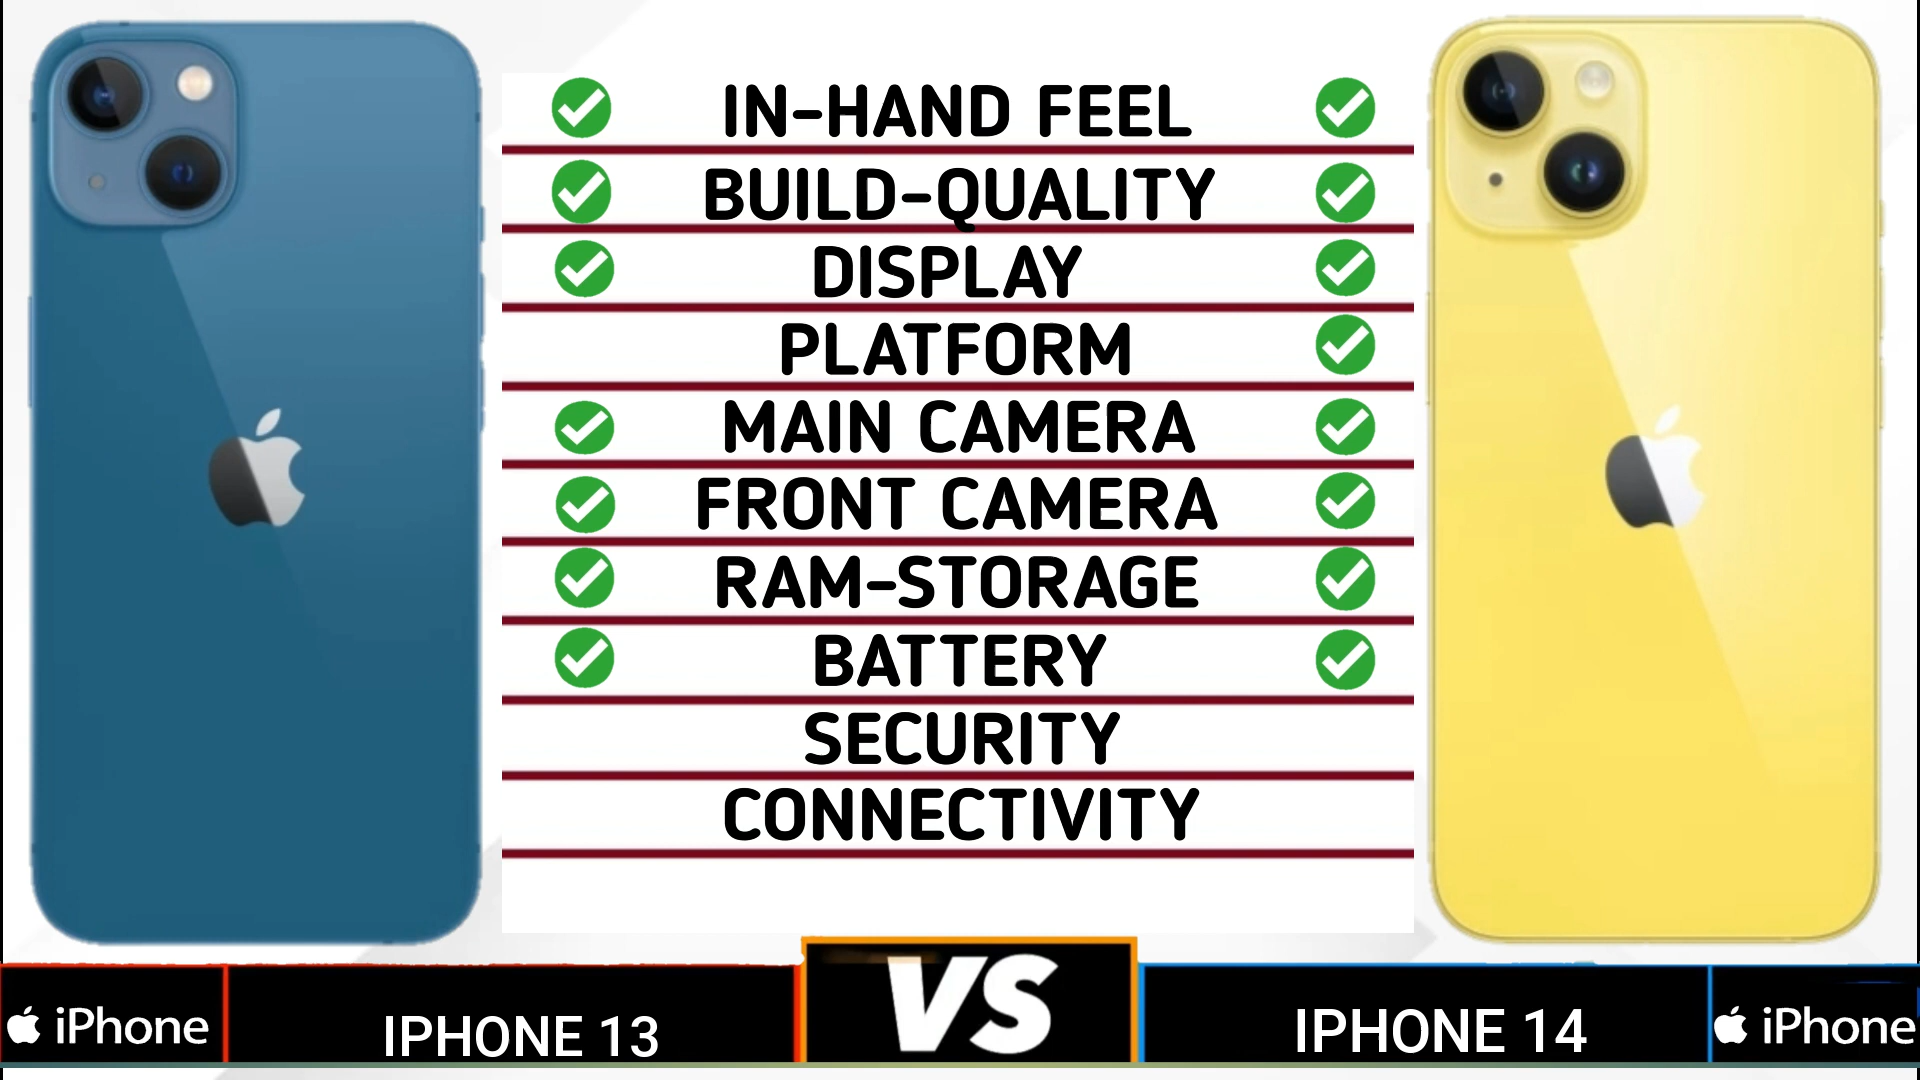 IN-HAND FEEL
BUILD-QUALITY
DISPLAY
PLATFORM
MAIN CAMERA
FRONT CAMERA
RAM-STORAGE
BATTERY
SECURITY
CONNECTIVITY
iPhone
IPHONE 13
VS
IPHONE 14
iPhone